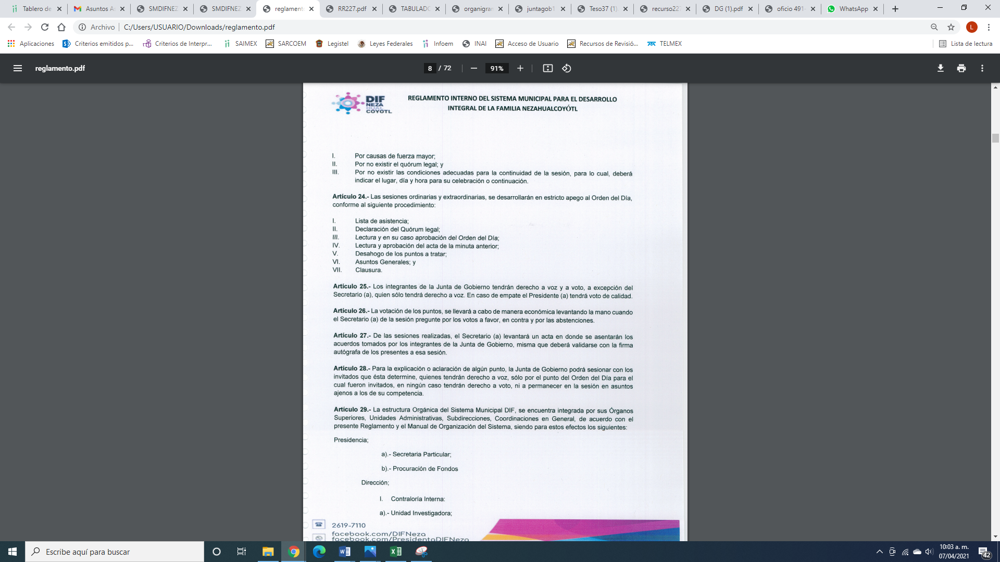 Tablero de
Asuntos A
SMDIFNEZ
SMDIFNEZ
reglament
RR227.pdf
TABULADO
organigran
juntagob1
Teso37 (1)
recurso227
DG (1).pdf
oficio 491-
WhatsApp
Archivo
C:/Users/USUARIO/Downloads/reglamento.pdf
L
Aplicaciones
Criterios emitidos p...
Criterios de Interpr...
SAIMEX
SARCOEM
Legistel
Leyes Federales
Infoem
INAI
Acceso de Usuario
Recursos de Revisió...
TELMEX
Lista de lectura
reglamento.pdf
8 / 72
91%
DIF
NEZA
HUAL
COYOTL
REGLAMENTO INTERNO DEL SISTEMA MUNICIPAL PARA EL DESARROLLO
INTEGRAL DE LA FAMILIA NEZAHUALCOYÓTL
I. Por causas de fuerza mayor;
II. Por no existir el quórum legal; y
III. Por no existir las condiciones adecuadas para la continuidad de la sesión, para lo cual, deberá
indicar el lugar, día y hora para su celebración o continuación.
Artículo 24.- Las sesiones ordinarias y extraordinarias, se desarrollarán en estricto apego al Orden del Día,
conforme al siguiente procedimiento:
I. Lista de asistencia;
II. Declaración del Quórum legal;
III. Lectura y en su caso aprobación del Orden del Día;
IV. Lectura y aprobación del acta de la minuta anterior;
V. Desahogo de los puntos a tratar;
VI. Asuntos Generales; y
VII. Clausura.
Artículo 25.- Los integrantes de la Junta de Gobierno tendrán derecho a voz y a voto, a excepción del
Secretario (a), quien sólo tendrá derecho a voz. En caso de empate el Presidente (a) tendrá voto de calidad.
Artículo 26.- La votación de los puntos, se llevará a cabo de manera económica levantando la mano cuando
el Secretario (a) de la sesión pregunte por los votos a favor, en contra y por las abstenciones.
Artículo 27.- De las sesiones realizadas, el Secretario (a) levantará un acta en donde se asentarán los
acuerdos tomados por los integrantes de la Junta de Gobierno, misma que deberá validarse con la firma
autógrafa de los presentes a esa sesión.
Artículo 28.- Para la explicación o aclaración de algún punto, la Junta de Gobierno podrá sesionar con los
invitados que ésta determine, quienes tendrán derecho a voz, sólo por el punto del Orden del Día para el
cual fueron invitados, en ningún caso tendrán derecho a voto, ni a permanecer en la sesión en asuntos
ajenos a los de su competencia.
Artículo 29.- La estructura Orgánica del Sistema Municipal DIF, se encuentra integrada por sus Órganos
Superiores, Unidades Administrativas, Subdirecciones, Coordinaciones en General, de acuerdo con el
presente Reglamento y el Manual de Organización del Sistema, siendo para estos efectos los siguientes:
Presidencia;
a).- Secretaria Particular;
b).- Procuración de Fondos
Dirección;
I. Contraloría Interna:
a).- Unidad Investigadora;
2619-7110
facebook.com/DIFNeza
facebook.com/PresidentaDIFNeza
Escribe aquí para buscar
10:03 a. m.
07/04/2021
42